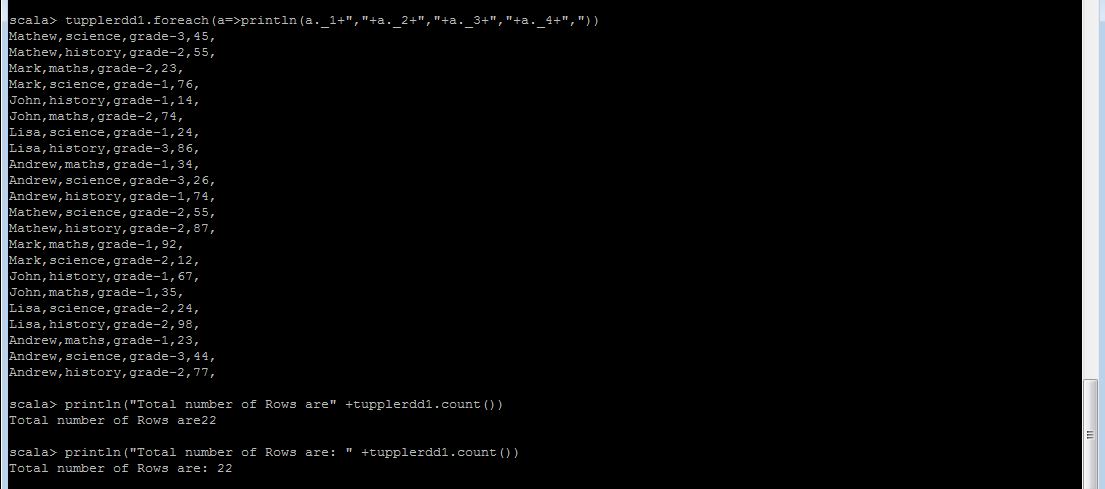 scala> tupplerdd1.foreach(a=>println(a._1+","+a._2+","+a._3+","+a._4+","))
Mathew,science,grade-3,45,
Mathew,history,grade-2,55,
Mark,maths,grade-2,23,
Mark,science,grade-1,76,
John,history,grade-1,14,
John,maths,grade-2,74,
Lisa,science,grade-1,24,
Lisa,history,grade-3,86,
Andrew,maths,grade-1,34,
Andrew,science,grade-3,26,
Andrew,history,grade-1,74,
Mathew,science,grade-2,55,
Mathew,history,grade-2,87,
Mark,maths,grade-1,92,
Mark,science,grade-2,12,
John,history,grade-1,67,
John,maths,grade-1,35,
Lisa,science,grade-2,24,
Lisa,history,grade-2,98,
Andrew,maths,grade-1,23,
Andrew,science,grade-3,44,
Andrew,history,grade-2,77,
scala> println("Total number of Rows are" +tupplerdd1.count())
Total number of Rows are22
scala> println("Total number of Rows are: " +tupplerdd1.count())
Total number of Rows are: 22